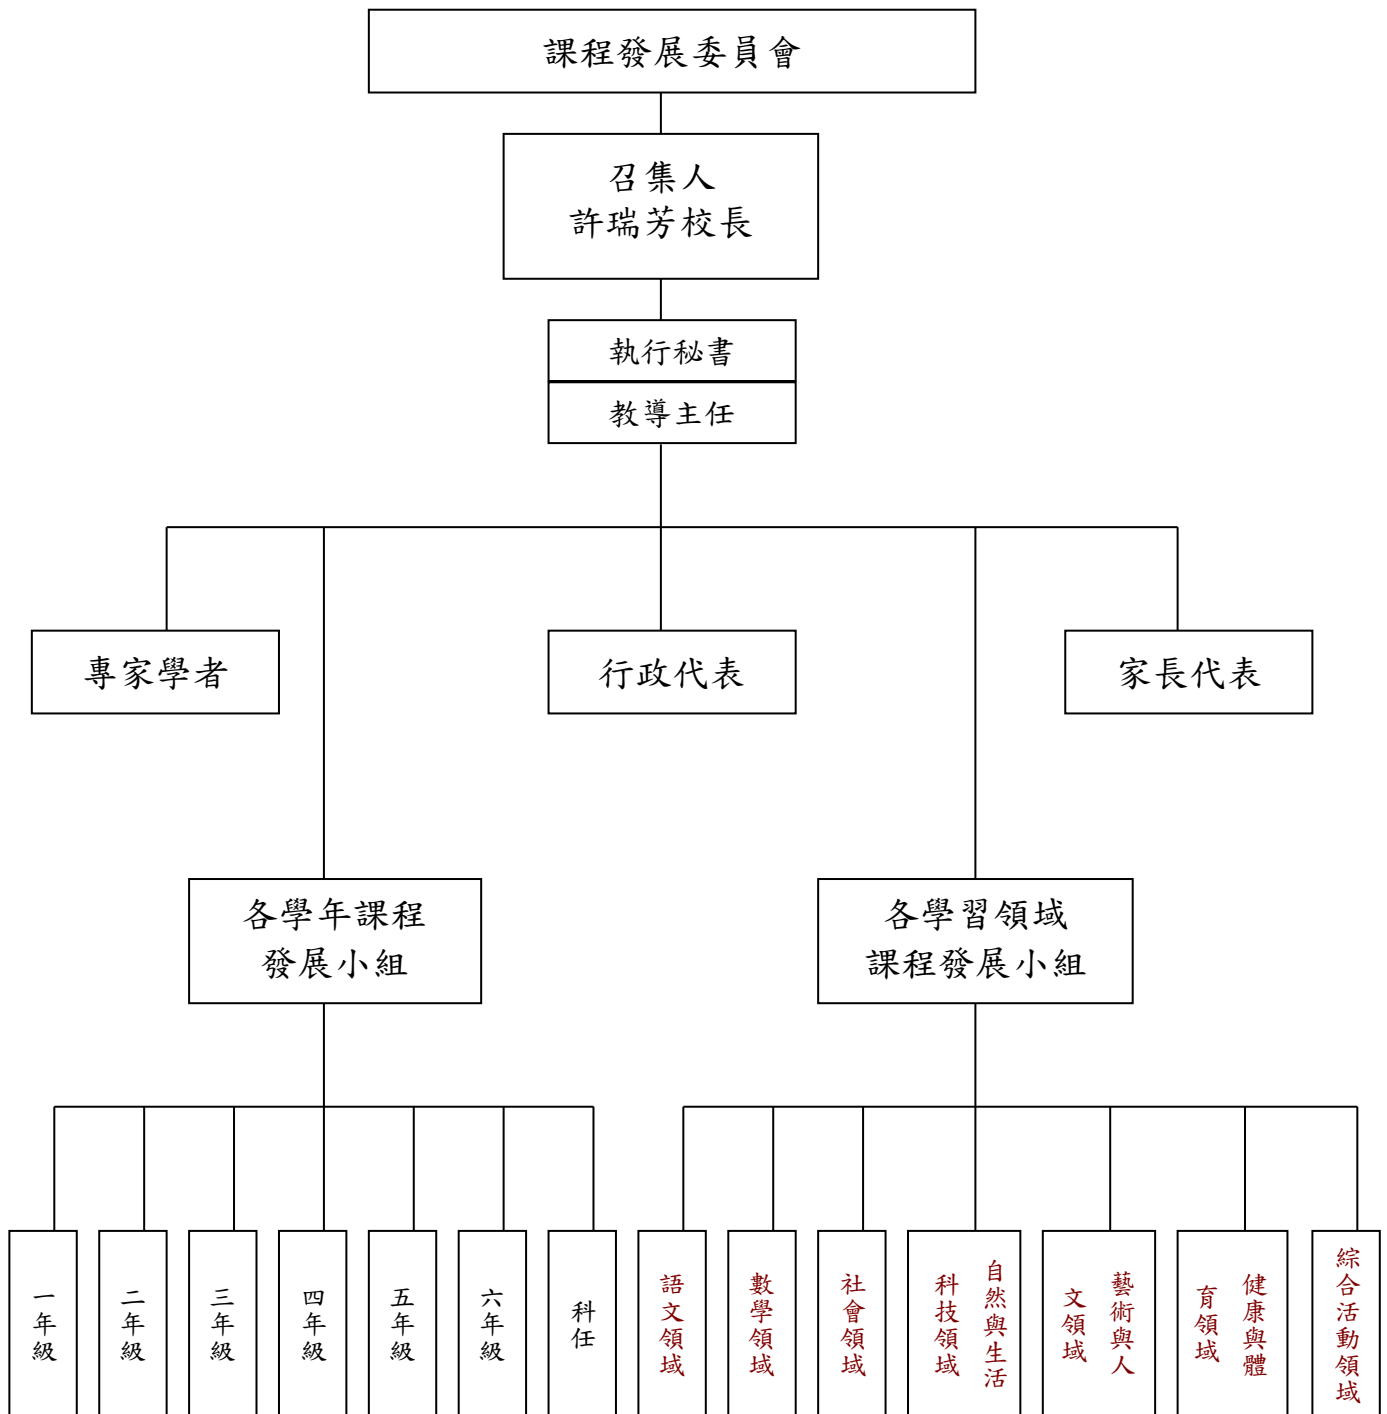 課程發展委員會
召集人
許瑞芳校長
執行秘書
教導主任
專家學者
行政代表
家長代表
各學年課程
發展小組
各學習領域
課程發展小組
一年級
二年級
三年級
四年級
五年級
六年級
科任
語文領域
數學領域
社會領域
自然與生活
科技領域
藝術與人
文領域
健康與體
育領域
綜合活動領域